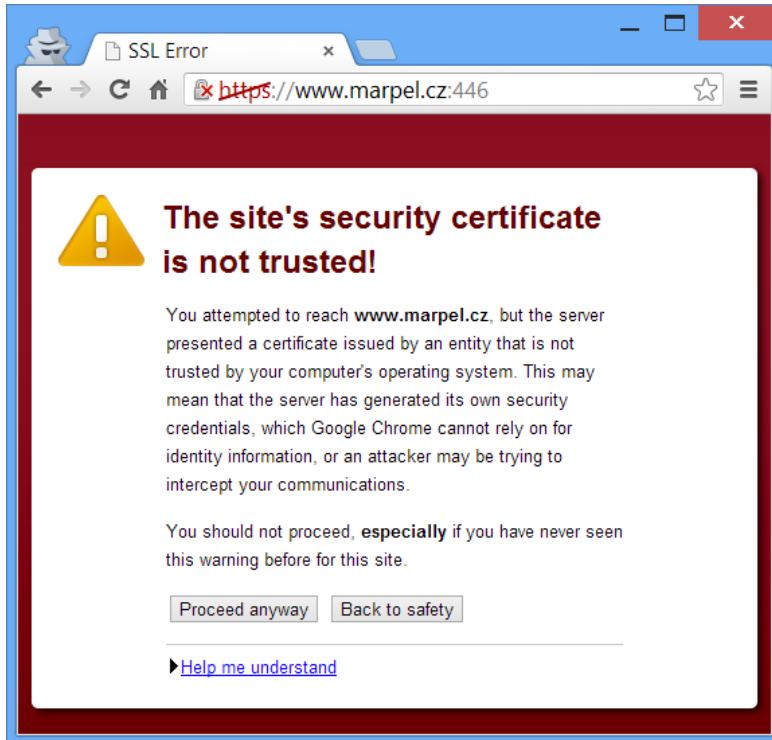 SSL Error
https://www.marpel.cz:446
The site's security certificate
is not trusted!
You attempted to reach www.marpel.cz, but the server
presented a certificate issued by an entity that is not
trusted by your computer's operating system. This may
mean that the server has generated its own security
credentials, which Google Chrome cannot rely on for
identity information, or an attacker may be trying to
intercept your communications.
You should not proceed, especially if you have never seen
this warning before for this site.
Proceed anyway Back to safety
Help me understand